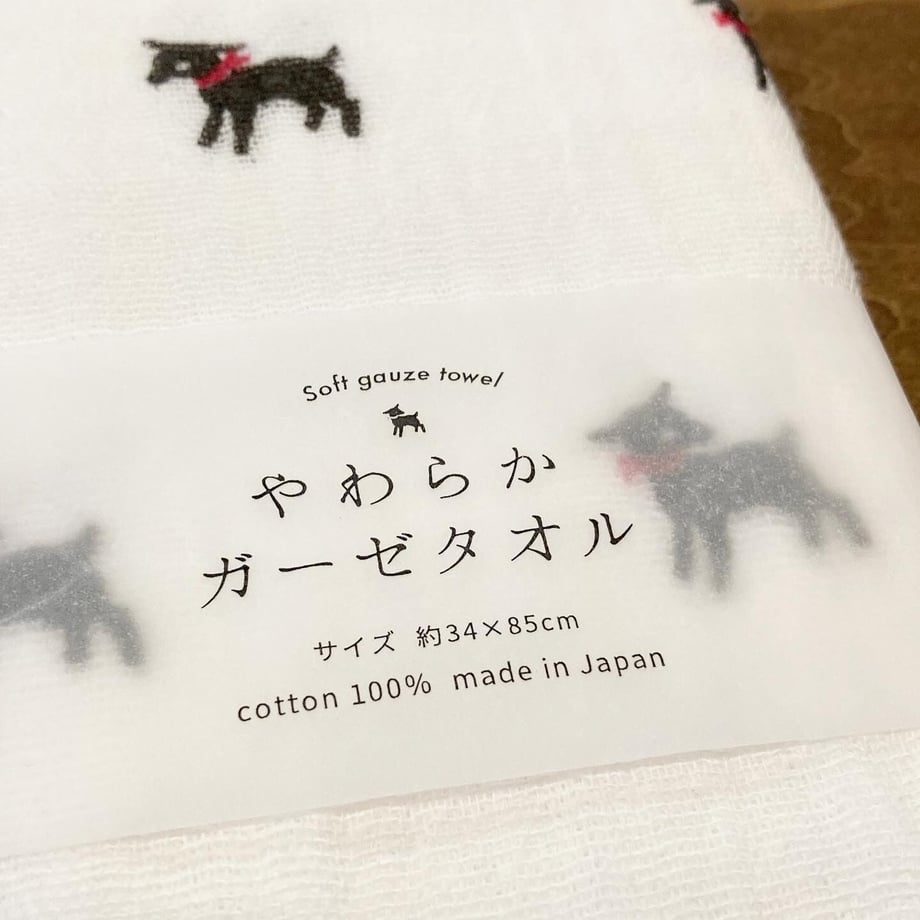 Soft gauze towel
やわらか
ガーゼタオル
サイズ 約34×85cm
cotton 100% made in Japan